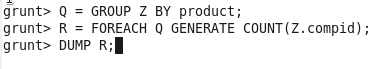 grunt> Q = GROUP Z BY product;
grunt> R = FOREACH Q GENERATE COUNT(Z.compid);
grunt> DUMP R;